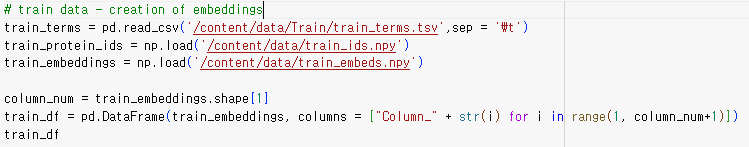 # train data - creation of embeddings
train_terms = pd.read_csv('/content/data/Train/train_terms.tsv',sep = '₩t')
train_protein_ids = np.load('/content/data/train_ids.npy')
train_embeddings = np.load('/content/data/train_embeds.npy')
column_num = train_embeddings.shape[1]
train_df = pd.DataFrame(train_embeddings, columns = ["Column_" + str(i) for i in range(1, column_num+1)])
train_df